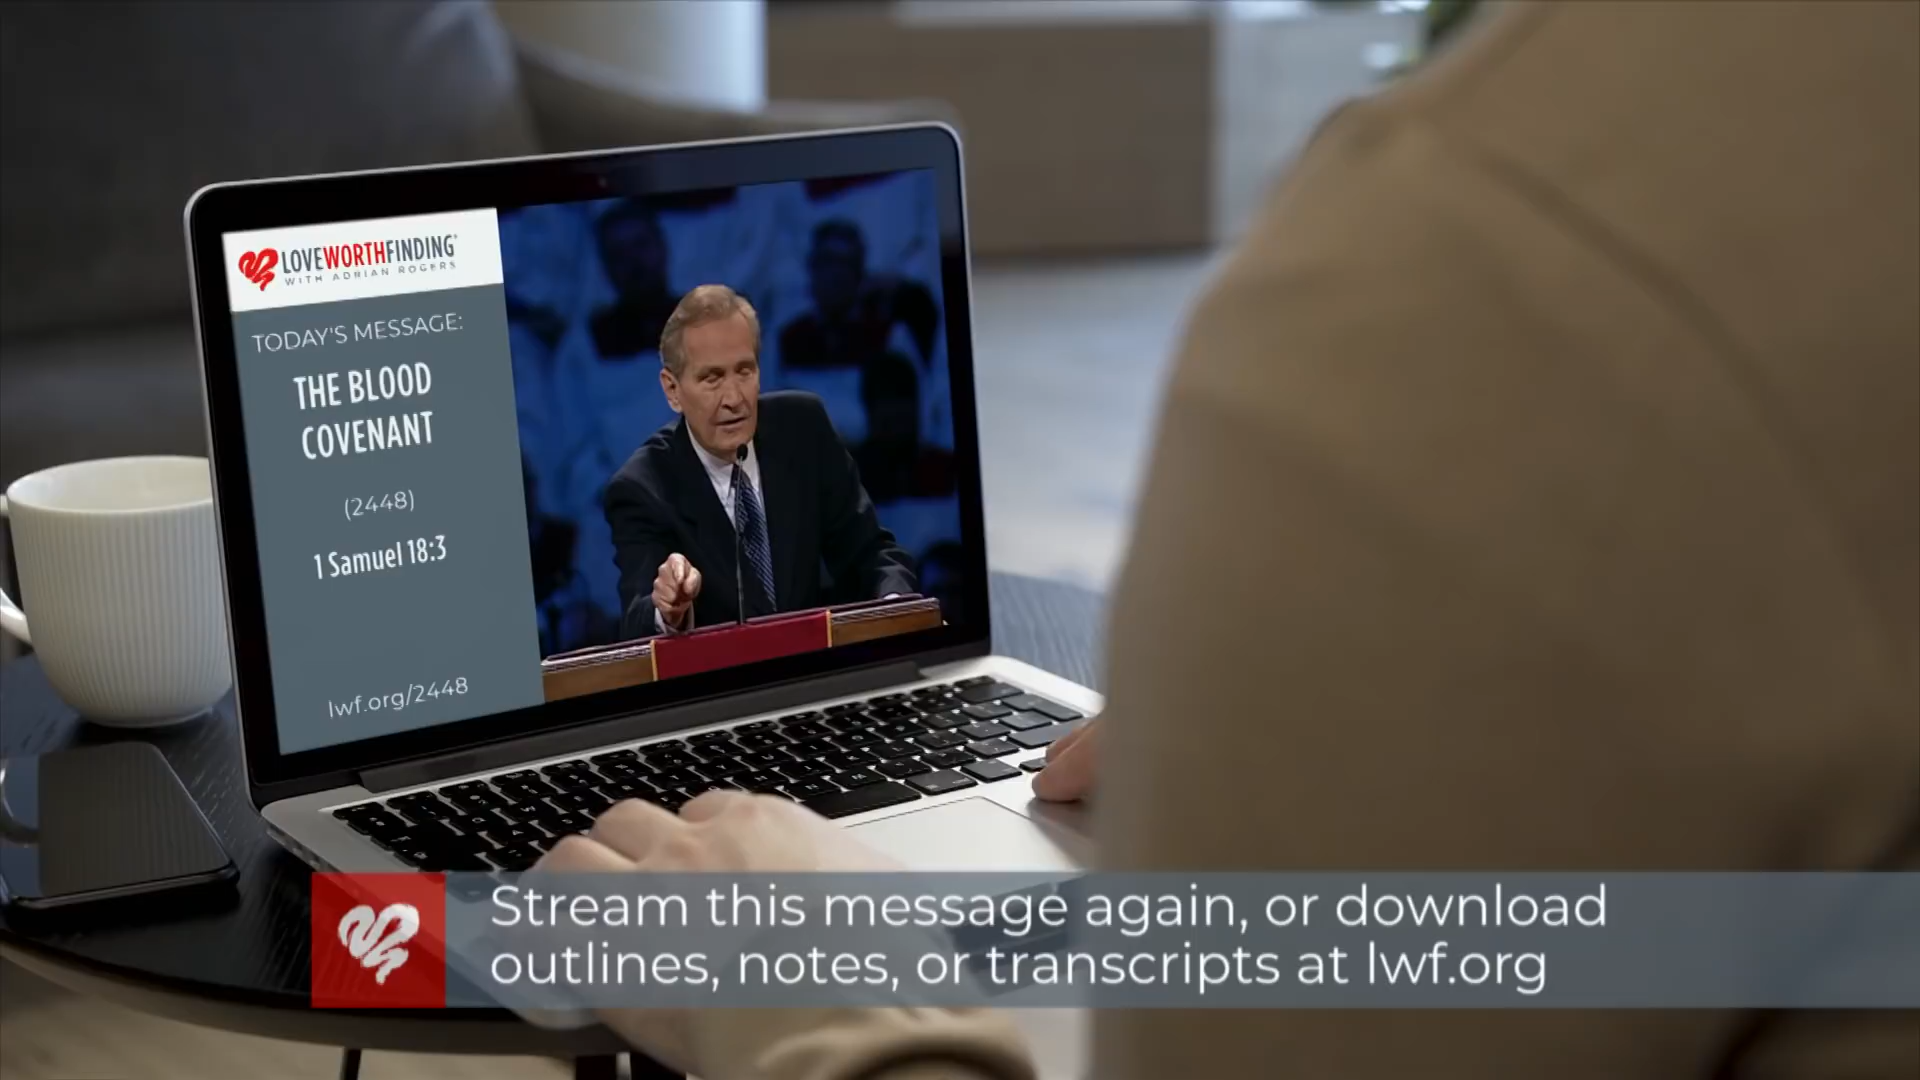 LOVEWORTHFINDING
WITH ADRIAN ROGERS
TODAY'S MESSAGE:
THE BLOOD
COVENANT
(2448)
1 Samuel 18:3
lwf.org/2448
Stream this message again, or download
outlines, notes, or transcripts at lwf.org